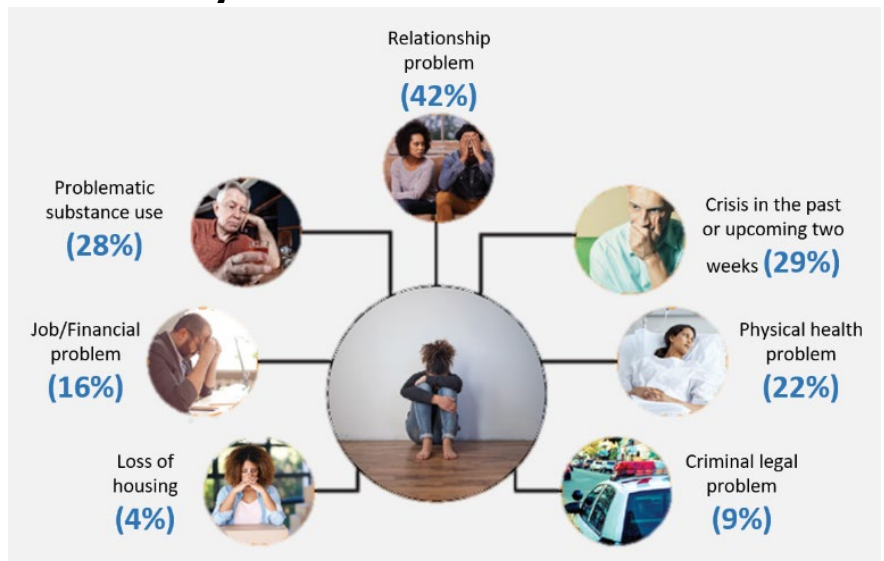 Relationship
problem
(42%)
Problematic
substance use
(28%)
Crisis in the past
or upcoming two
weeks (29%)
Job/Financial
problem
(16%)
Physical health
problem
(22%)
Loss of
housing
(4%)
Criminal legal
problem
(9%)